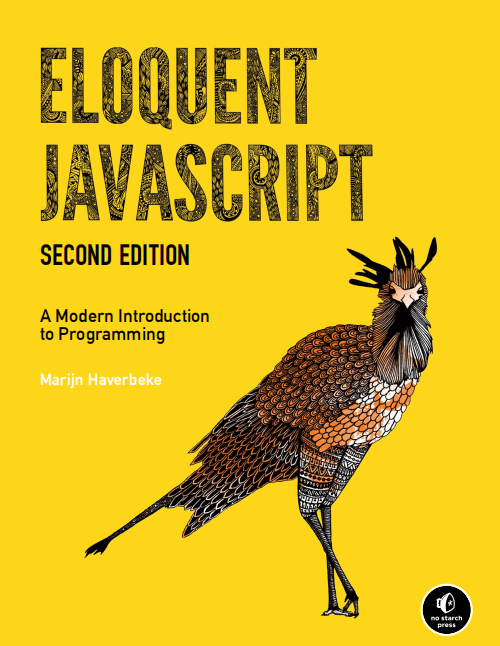 ELOQUENT
JAVASCRIPT
SECOND EDITION
A Modern Introduction
to Programming
Marijn Haverbeke
no starch
press